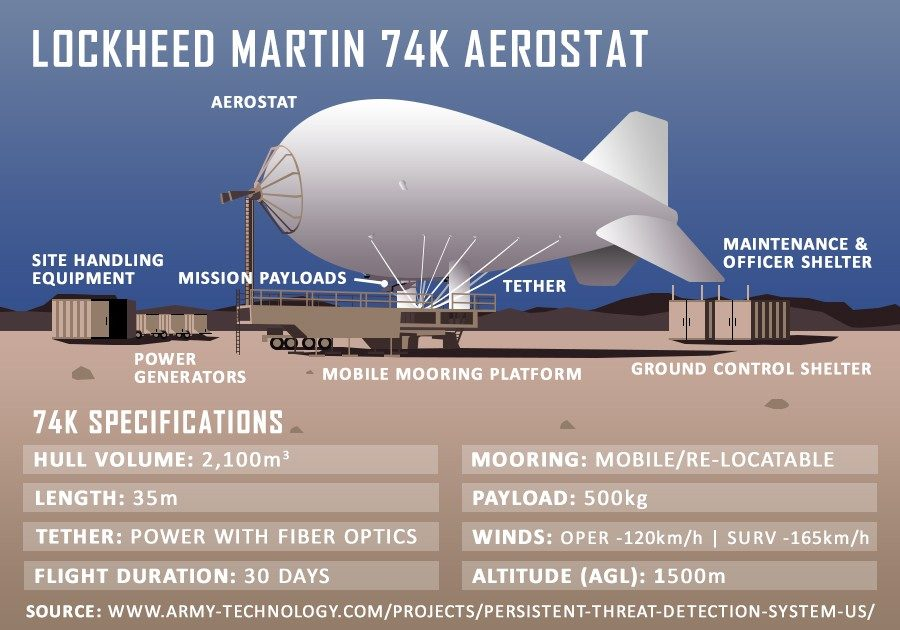 LOCKHEED MARTIN 74K AEROSTAT
AEROSTAT
SITE HANDLING
EQUIPMENT
MISSION PAYLOADS
TETHER
MAINTENANCE &
OFFICER SHELTER
POWER
GENERATORS
MOBILE MOORING PLATFORM
GROUND CONTROL SHELTER
74K SPECIFICATIONS
HULL VOLUME: 2,100m³
LENGTH: 35m
TETHER: POWER WITH FIBER OPTICS
FLIGHT DURATION: 30 DAYS
MOORING: MOBILE/RE-LOCATABLE
PAYLOAD: 500kg
WINDS: OPER -120km/h | SURV -165km/h
ALTITUDE (AGL): 1500m
SOURCE: WWW.ARMY-TECHNOLOGY.COM/PROJECTS/PERSISTENT-THREAT-DETECTION-SYSTEM-US/